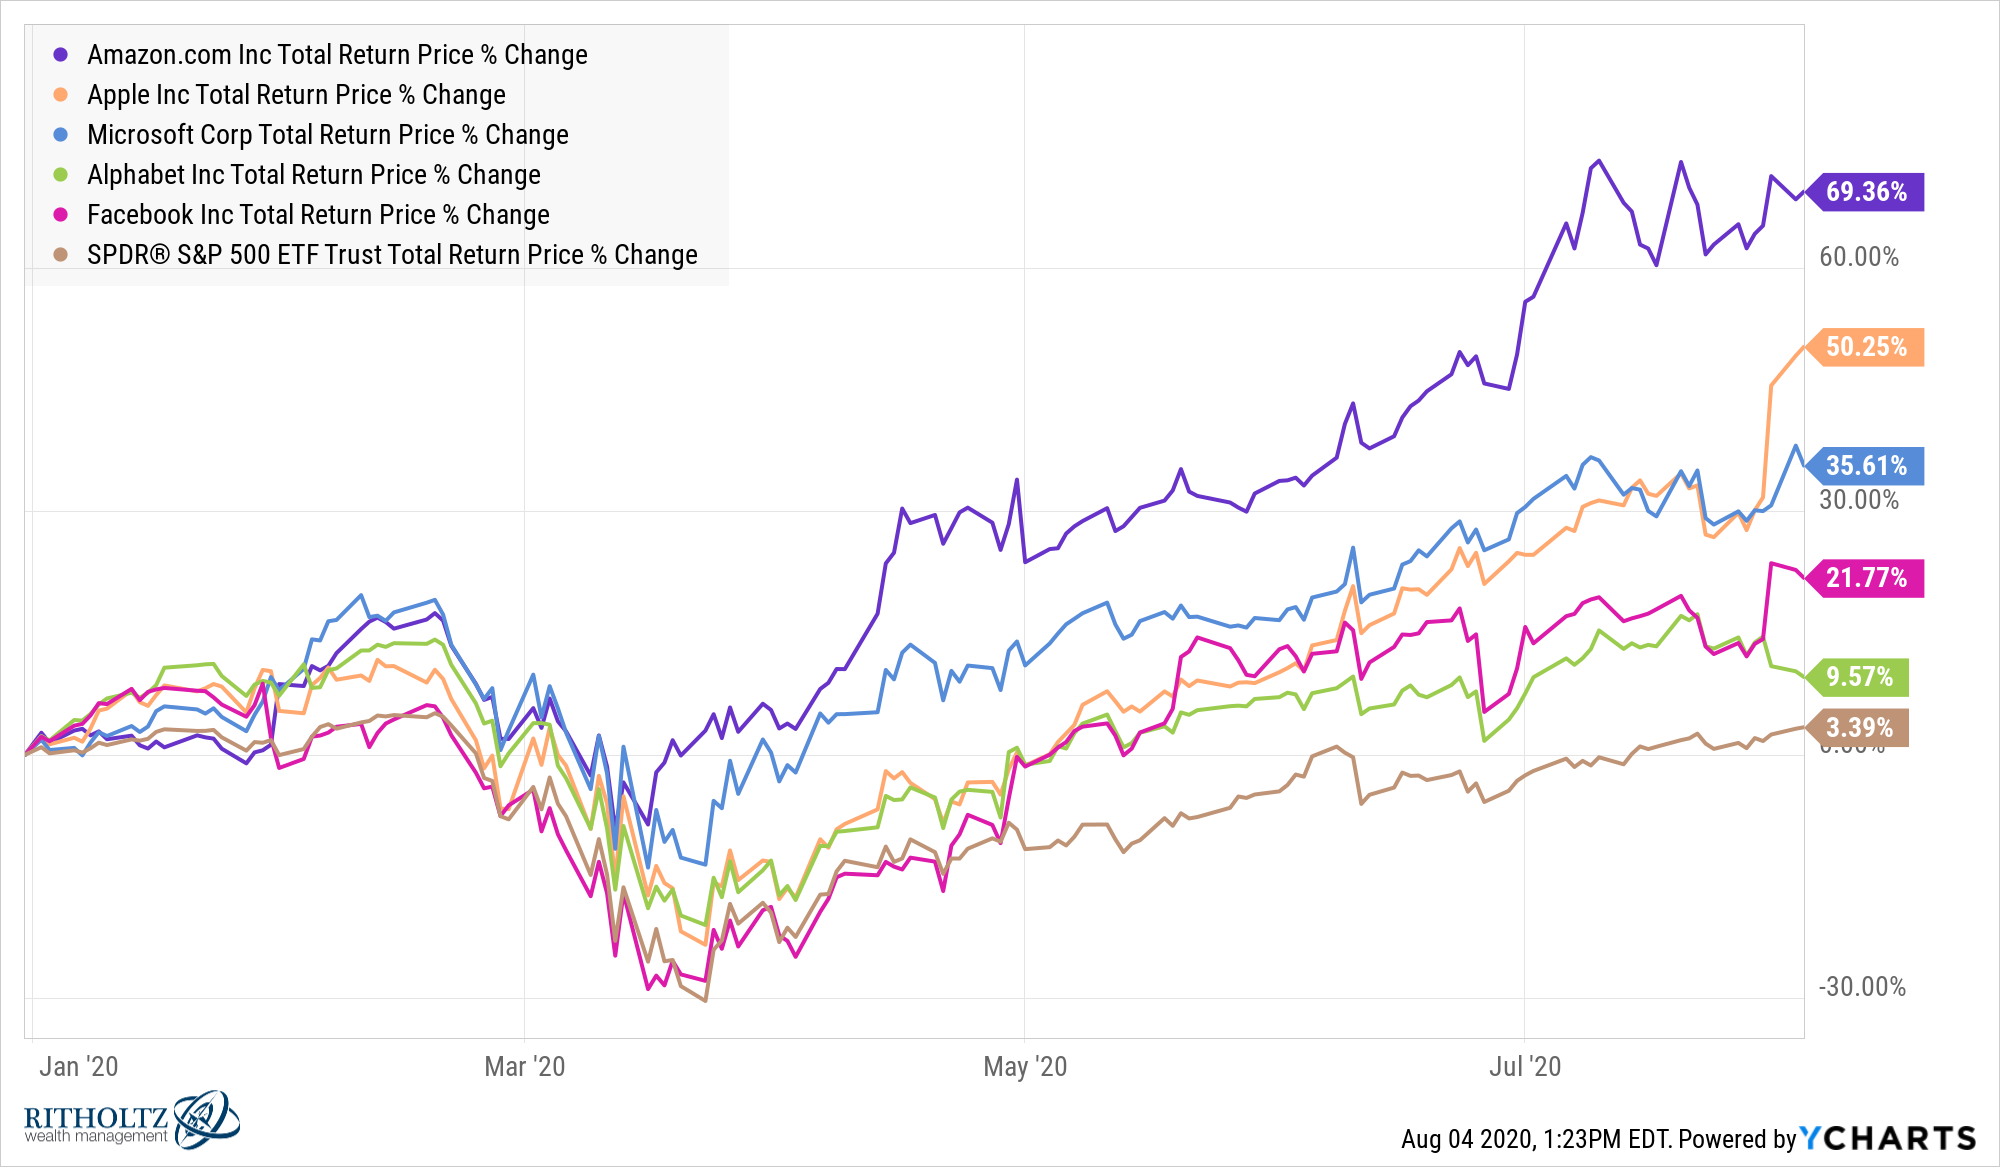 Amazon.com Inc Total Return Price % Change
Apple Inc Total Return Price % Change
Microsoft Corp Total Return Price % Change
Alphabet Inc Total Return Price % Change
Facebook Inc Total Return Price % Change
SPDR® S&P 500 ETF Trust Total Return Price % Change
69.36%
60.00%
50.25%
35.61%
30.00%
21.77%
9.57%
3.39%
0.00%
-30.00%
Jan '20
Mar '20
May '20
Jul '20
RITHOLTZ
wealth management
Aug 04 2020, 1:23PM EDT. Powered by YCHARTS